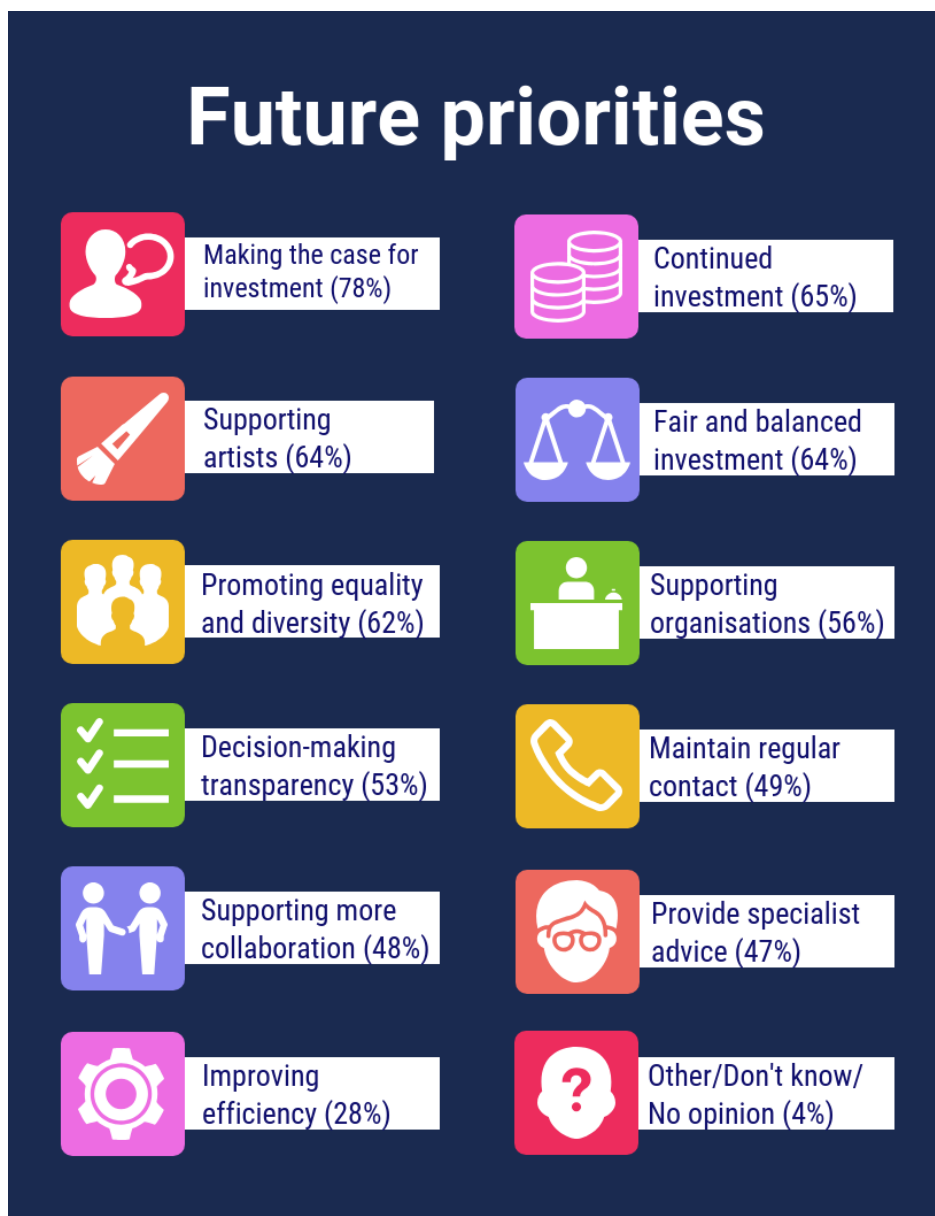 Future priorities
Making the case for
investment (78%)
Continued
investment (65%)
Supporting
artists (64%)
Fair and balanced
investment (64%)
Promoting equality
and diversity (62%)
Supporting
organisations (56%)
Decision-making
transparency (53%)
Maintain regular
contact (49%)
Supporting more
collaboration (48%)
Provide specialist
advice (47%)
Improving
efficiency (28%)
?
Other/Don't know/
No opinion (4%)